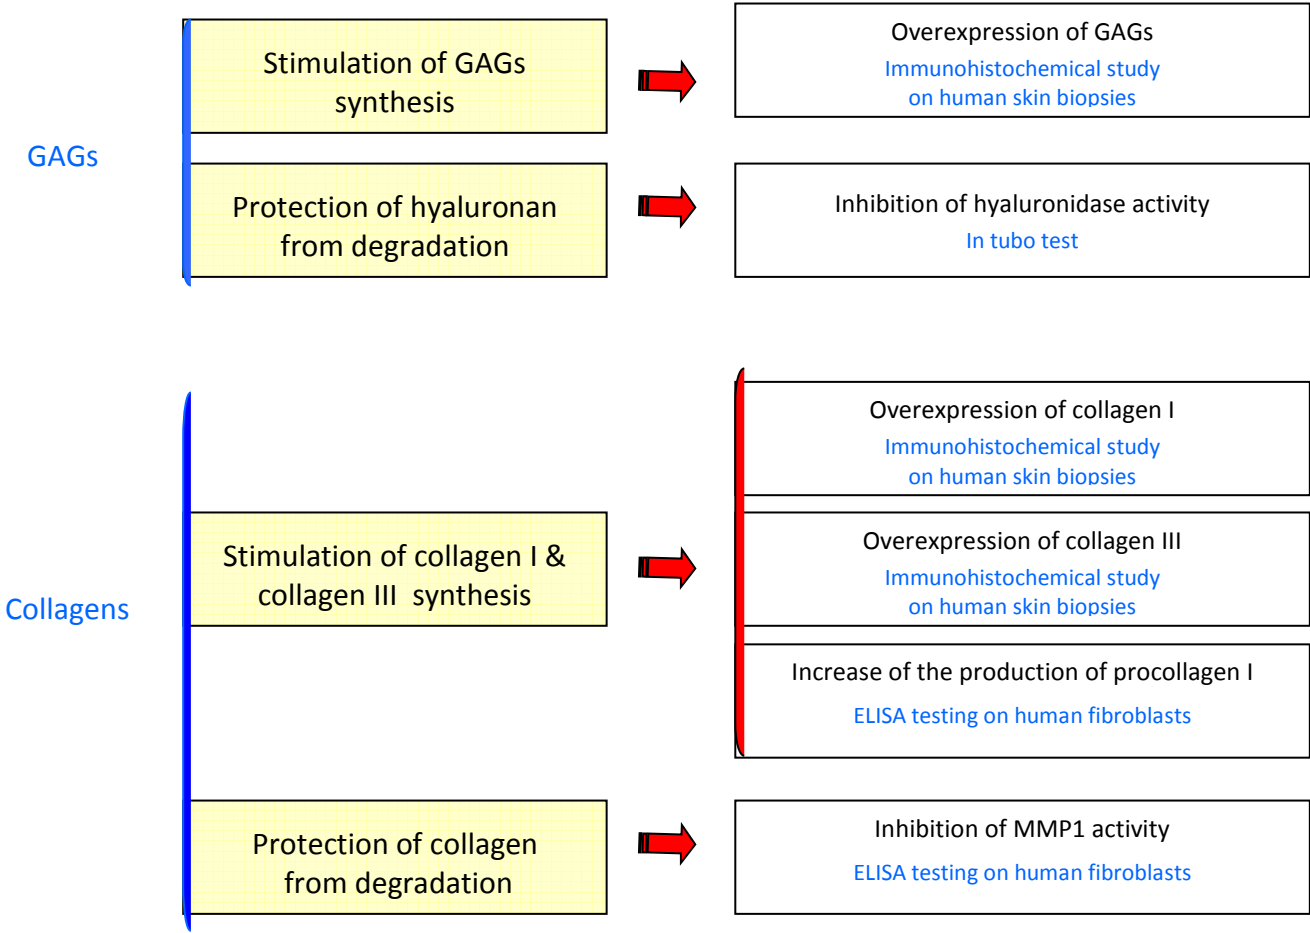 GAGs
Stimulation of GAGs
synthesis
Overexpression of GAGs
Immunohistochemical study
on human skin biopsies
Protection of hyaluronan
from degradation
Inhibition of hyaluronidase activity
In tubo test
Collagens
Stimulation of collagen I &
collagen III synthesis
Overexpression of collagen I
Immunohistochemical study
on human skin biopsies
Overexpression of collagen III
Immunohistochemical study
on human skin biopsies
Increase of the production of procollagen I
ELISA testing on human fibroblasts
Protection of collagen
from degradation
Inhibition of MMP1 activity
ELISA testing on human fibroblasts